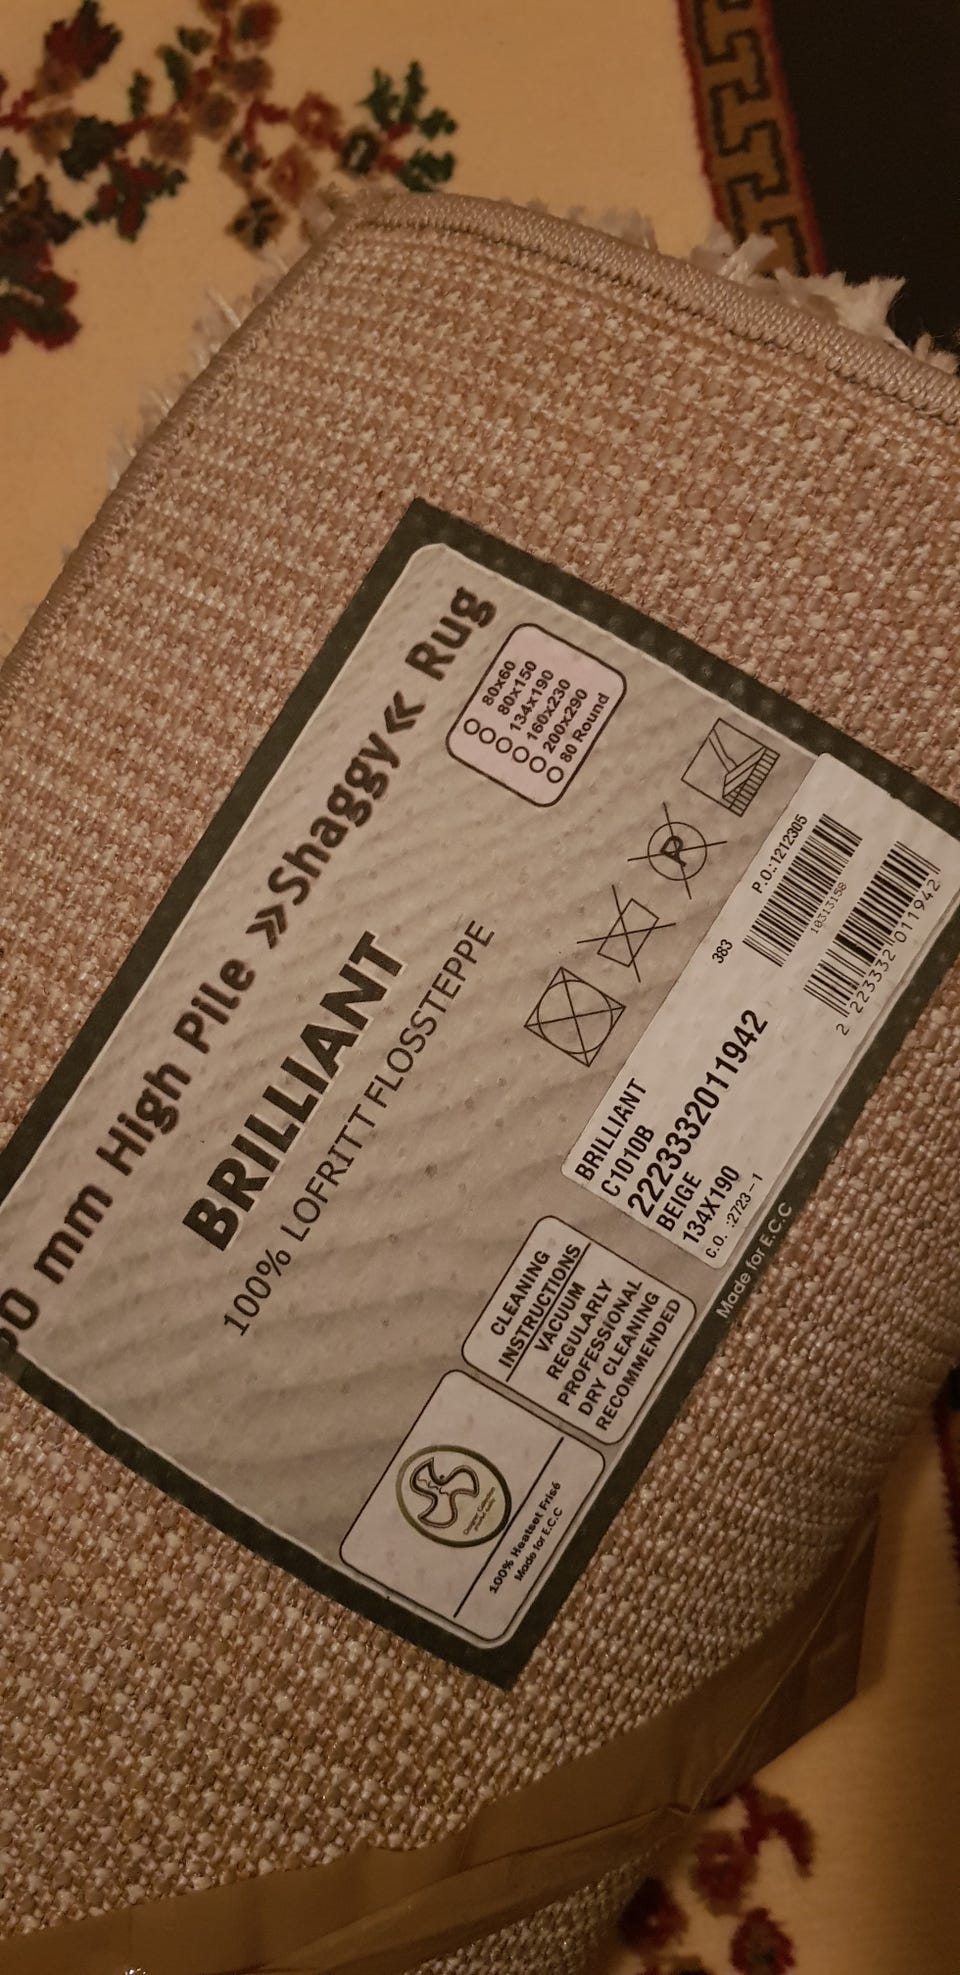 mm High Pile »Shaggy« Rug
80x60
80x150
134x190
160x230
200x290
80 Round
BRILLIANT
100% LOFRITT FLOSSTEPPE
P
P.O.:1212305
383
10313158
BRILLIANT
C1010B
2223332011942
BEIGE
134X190
C.O. :2723-1
2 223332 011942
Made for E.C.C
CLEANING
INSTRUCTIONS
VACUUM
REGULARLY
PROFESSIONAL
DRY CLEANING
RECOMMENDED
100% Heatset Frisé
Made for E.C.C